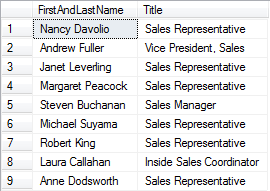 FirstAndLastName Title
1 Nancy Davolio Sales Representative
2 Andrew Fuller Vice President, Sales
3 Janet Leverling Sales Representative
4 Margaret Peacock Sales Representative
5 Steven Buchanan Sales Manager
6 Michael Suyama Sales Representative
7 Robert King Sales Representative
8 Laura Callahan Inside Sales Coordinator
9 Anne Dodsworth Sales Representative